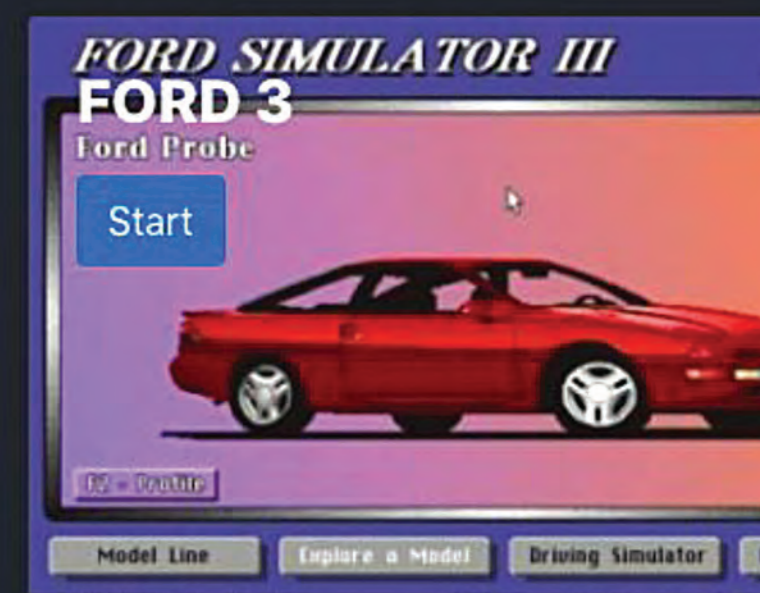 FORD SIMULATOR III
FORD 3
Ford Probe
Start
F2 - Profile
Model Line
Explore a Model
Driving Simulator